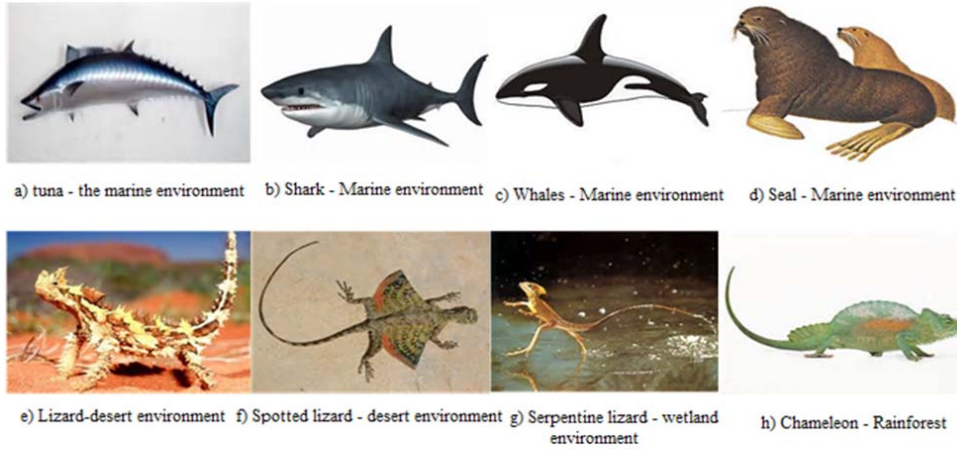 a) tuna - the marine environment
b) Shark - Marine environment
c) Whales - Marine environment
d) Seal - Marine environment
e) Lizard-desert environment
f) Spotted lizard - desert environment
g) Serpentine lizard - wetland
environment
h) Chameleon - Rainforest